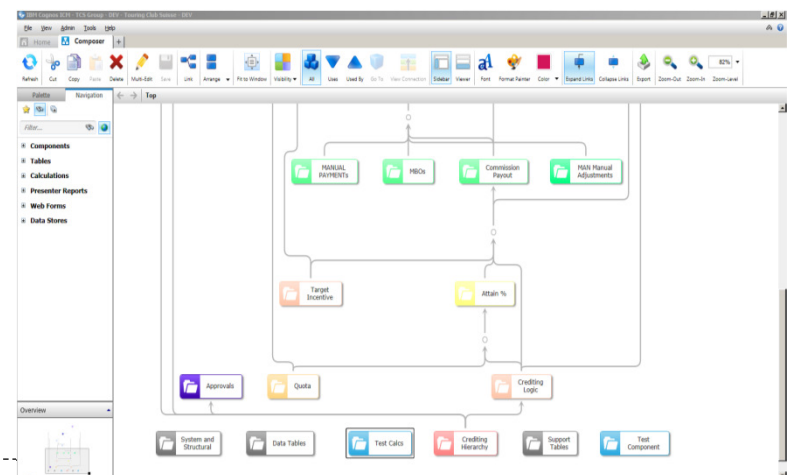 IBM Cognos ICM - TCS Group - DEV - Touring Club Suisse - DEV
File View Admin Tools Help
Home Composer
Refresh Cut Copy Paste Delete Multi-Edit Save Link Arrange Fit to Window Visibility All Uses Used By Go To View Connection Sidebar Viewer Font Format Painter Color Expand Links Collapse Links Export Zoom-Out Zoom-In Zoom-Level
82%
Palette Navigation Top
Filter...
Components
Tables
Calculations
Presenter Reports
Web Forms
Data Stores
MANUAL
PAYMENTs
MBOs
Commission
Payout
MAN Manual
Adjustments
Target
Incentive
Attain %
Approvals
Quota
Crediting
Logic
Overview
System and
Structural
Data Tables
Test Calcs
Crediting
Hierarchy
Support
Tables
Test
Component